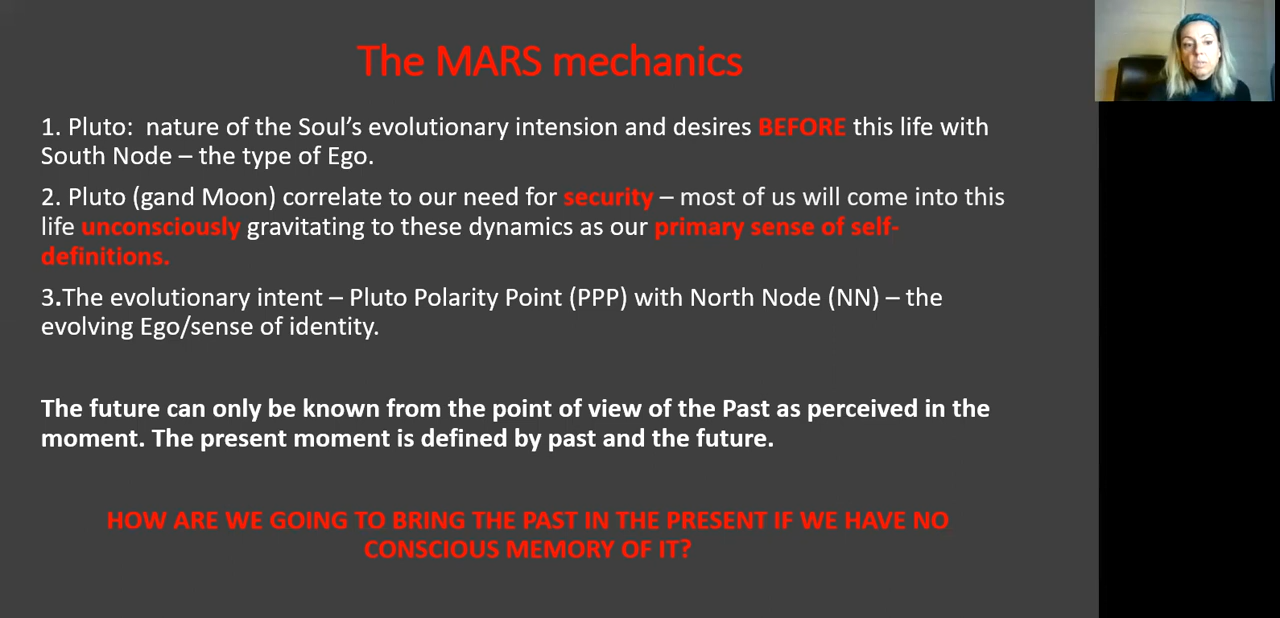 The MARS mechanics
1. Pluto:  nature of the Soul's evolutionary intension and desires BEFORE this life with
South Node – the type of Ego.
2. Pluto (gand Moon) correlate to our need for security – most of us will come into this
life unconsciously gravitating to these dynamics as our primary sense of self-
definitions.
3.The evolutionary intent – Pluto Polarity Point (PPP) with North Node (NN) – the
evolving Ego/sense of identity.
The future can only be known from the point of view of the Past as perceived in the
moment. The present moment is defined by past and the future.
HOW ARE WE GOING TO BRING THE PAST IN THE PRESENT IF WE HAVE NO
CONSCIOUS MEMORY OF IT?